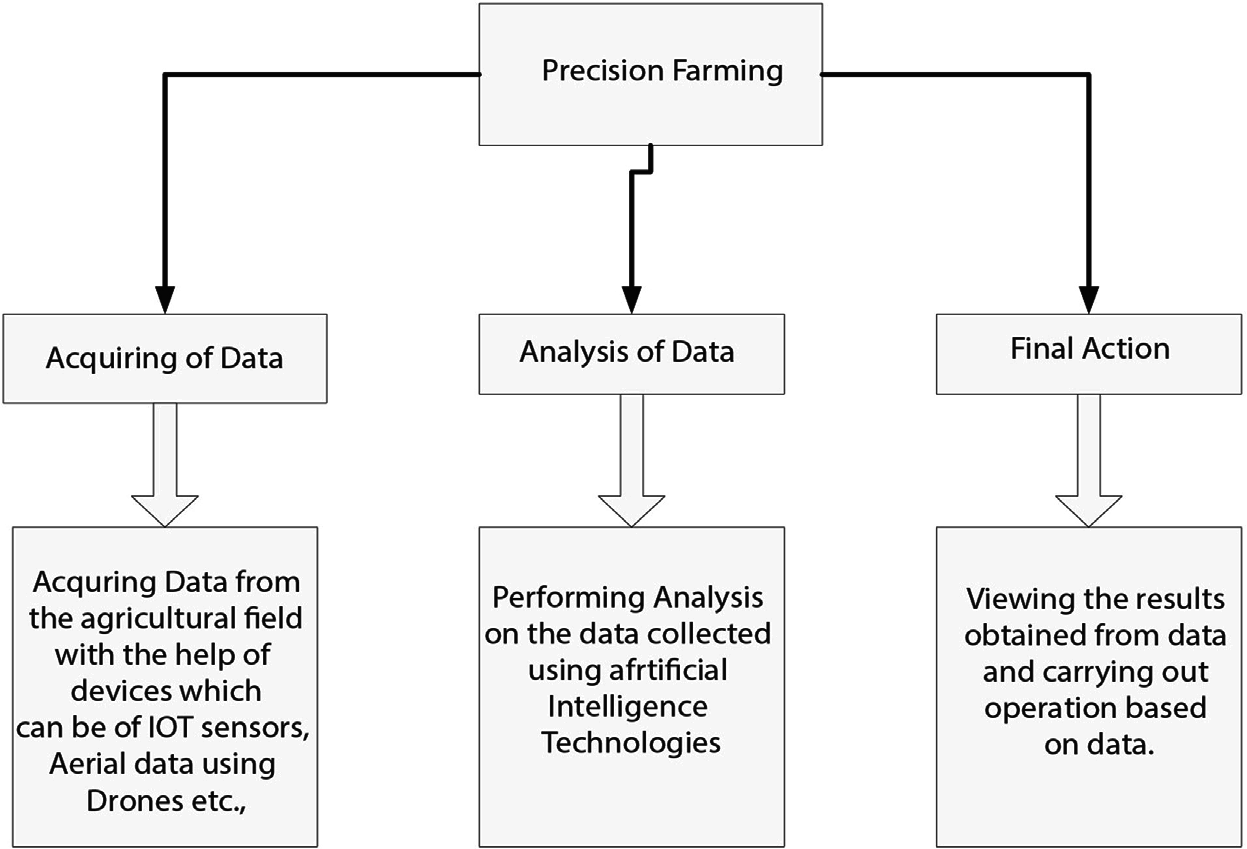 Precision Farming
Acquiring of Data
Analysis of Data
Final Action
Acquring Data from
the agricultural field
with the help of
devices which
can be of IOT sensors,
Aerial data using
Drones etc.,
Performing Analysis
on the data collected
using afrtificial
Intelligence
Technologies
Viewing the results
obtained from data
and carrying out
operation based
on data.